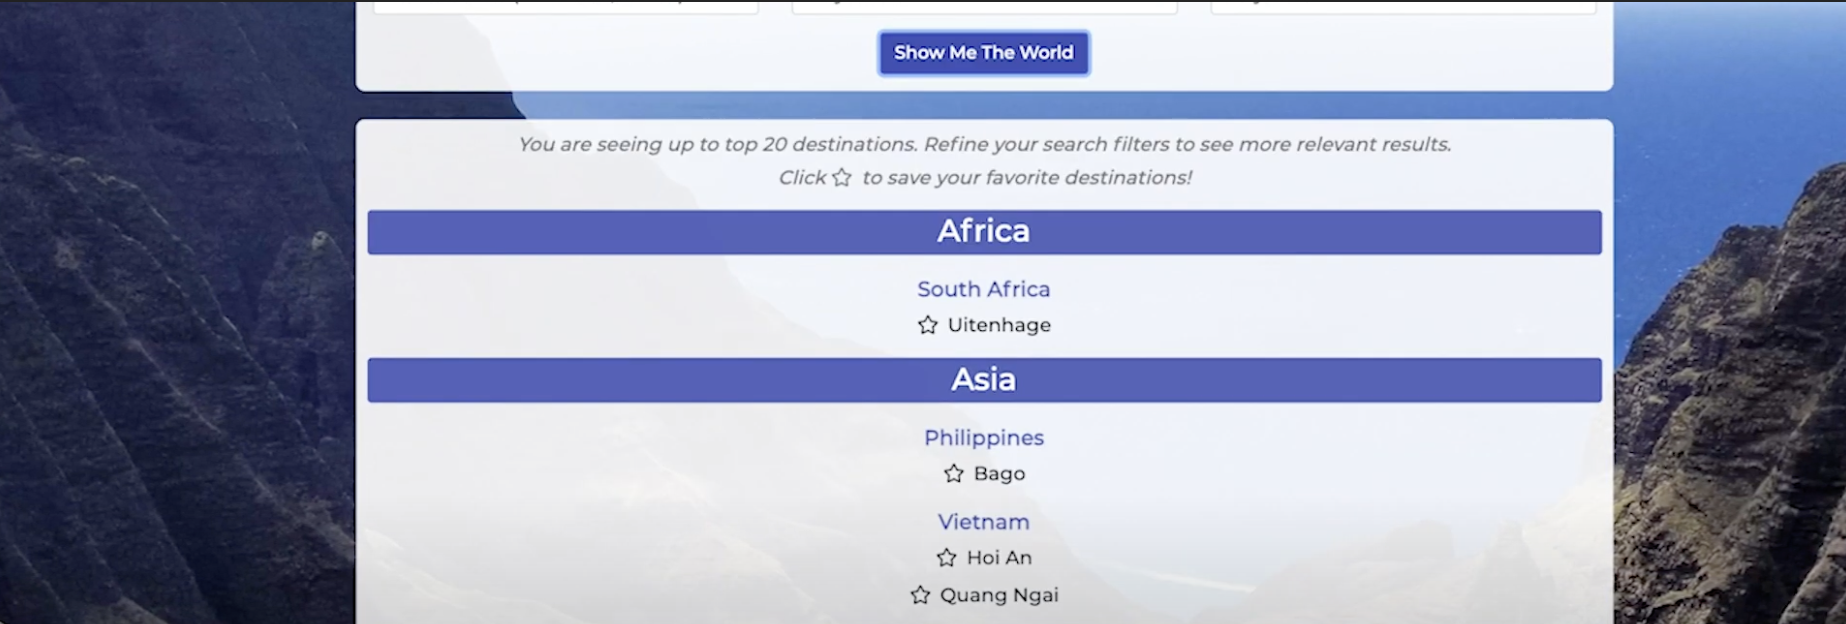 Show Me The World
You are seeing up to top 20 destinations. Refine your search filters to see more relevant results.
Click ☆ to save your favorite destinations!
Africa
South Africa
☆ Uitenhage
Asia
Philippines
☆ Bago
Vietnam
☆ Hoi An
☆ Quang Ngai